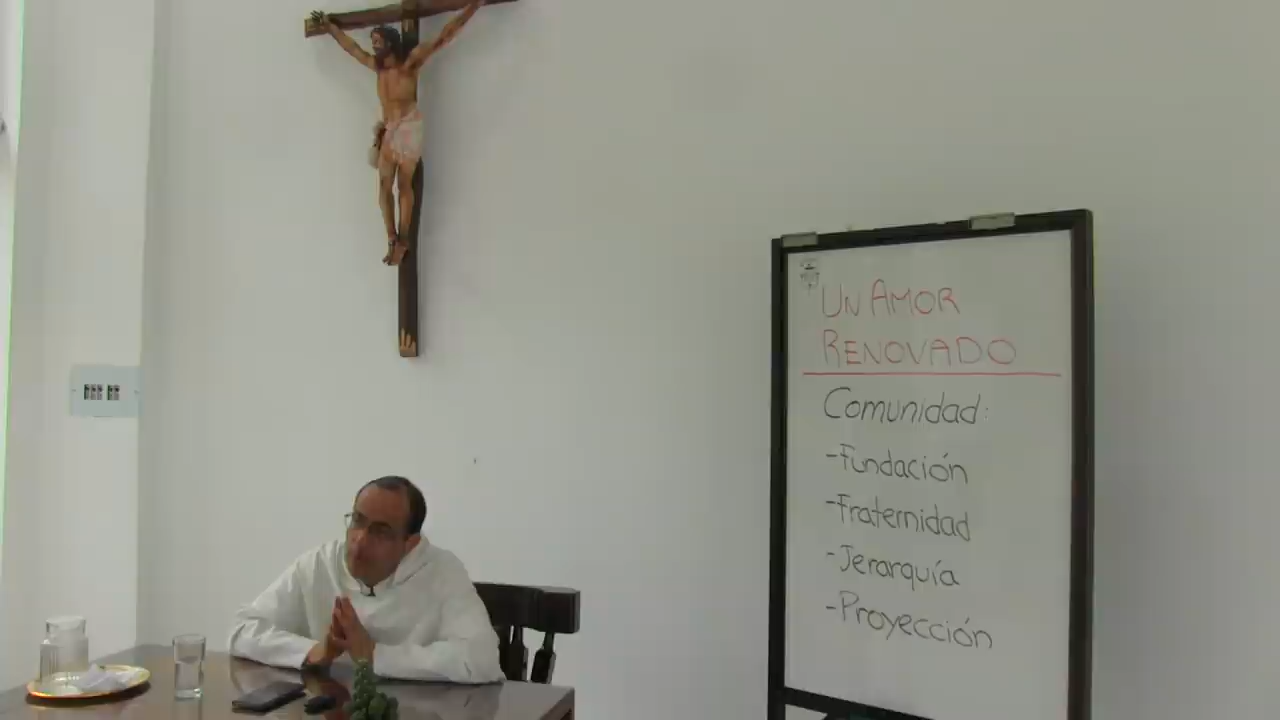 UN AMOR
RENOVADO
Comunidad:
-Fundación
-Fraternidad
-Jerarquía
-Proyección